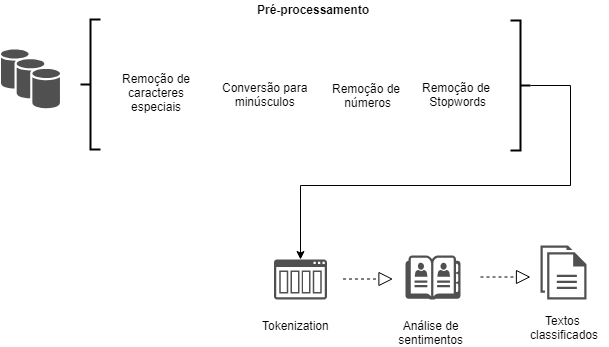 Pré-processamento
Remoção de
caracteres
especiais
Conversão para
minúsculos
Remoção de
números
Remoção de
Stopwords
Tokenization
Análise de
sentimentos
Textos
classificados